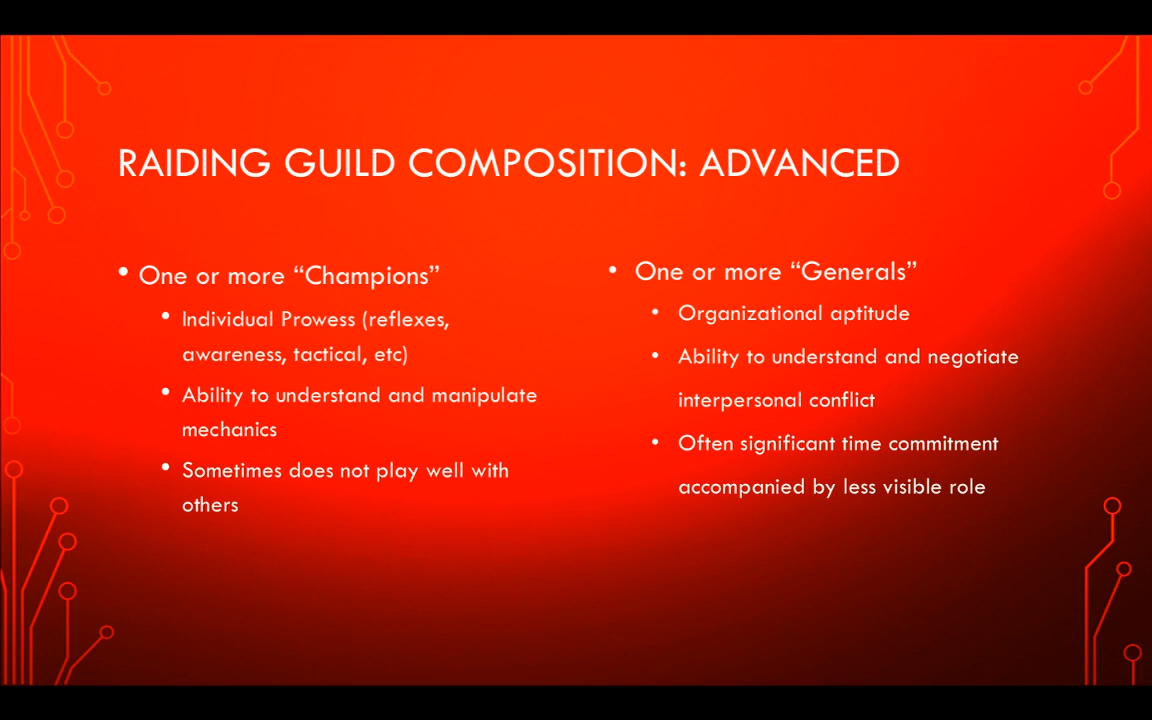 RAIDING GUILD COMPOSITION: ADVANCED
• One or more “Champions”
• Individual Prowess (reflexes,
awareness, tactical, etc)
• Ability to understand and manipulate
mechanics
• Sometimes does not play well with
others
• One or more “Generals”
• Organizational aptitude
• Ability to understand and negotiate
interpersonal conflict
• Often significant time commitment
accompanied by less visible role